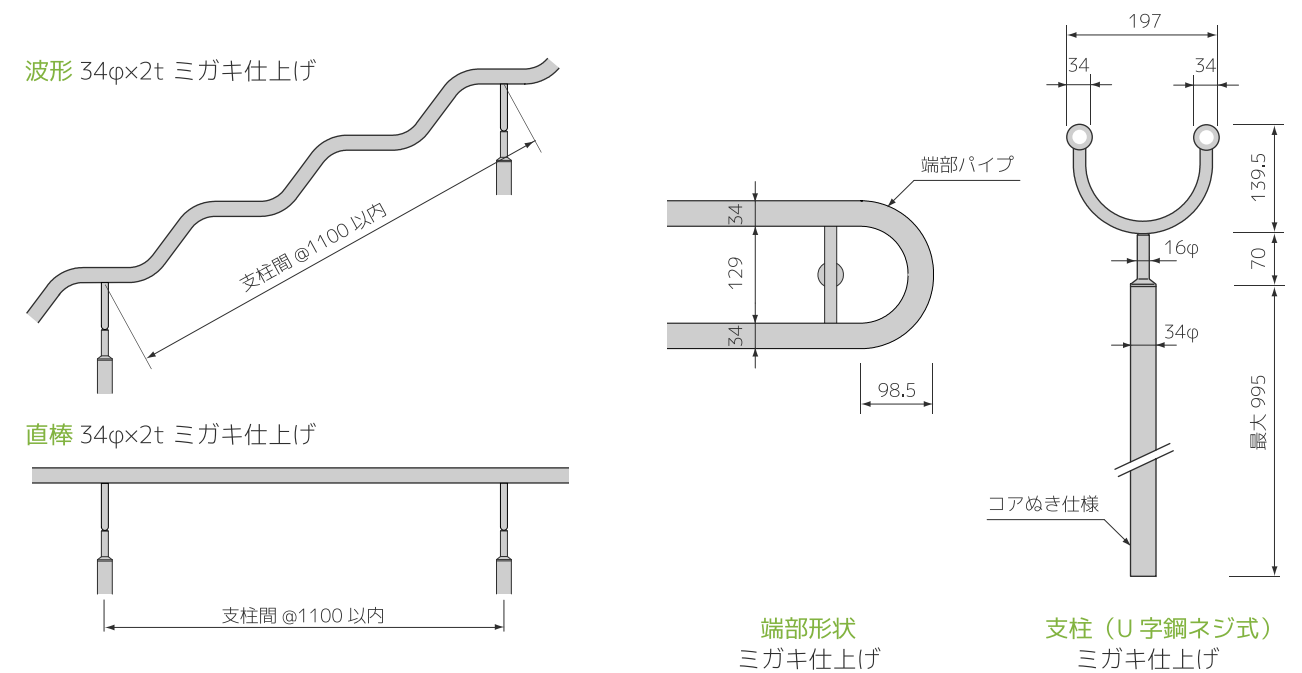 波形 34φ×2t ミガキ仕上げ
支柱間 @1100 以内
直棒 34φ×2t ミガキ仕上げ
支柱間 @1100 以内
端部パイプ
34
129
34
98.5
端部形状
ミガキ仕上げ
197
34
34
139.5
16φ
70
34φ
最大 995
コアぬき仕様
支柱（U 字鋼ネジ式）
ミガキ仕上げ